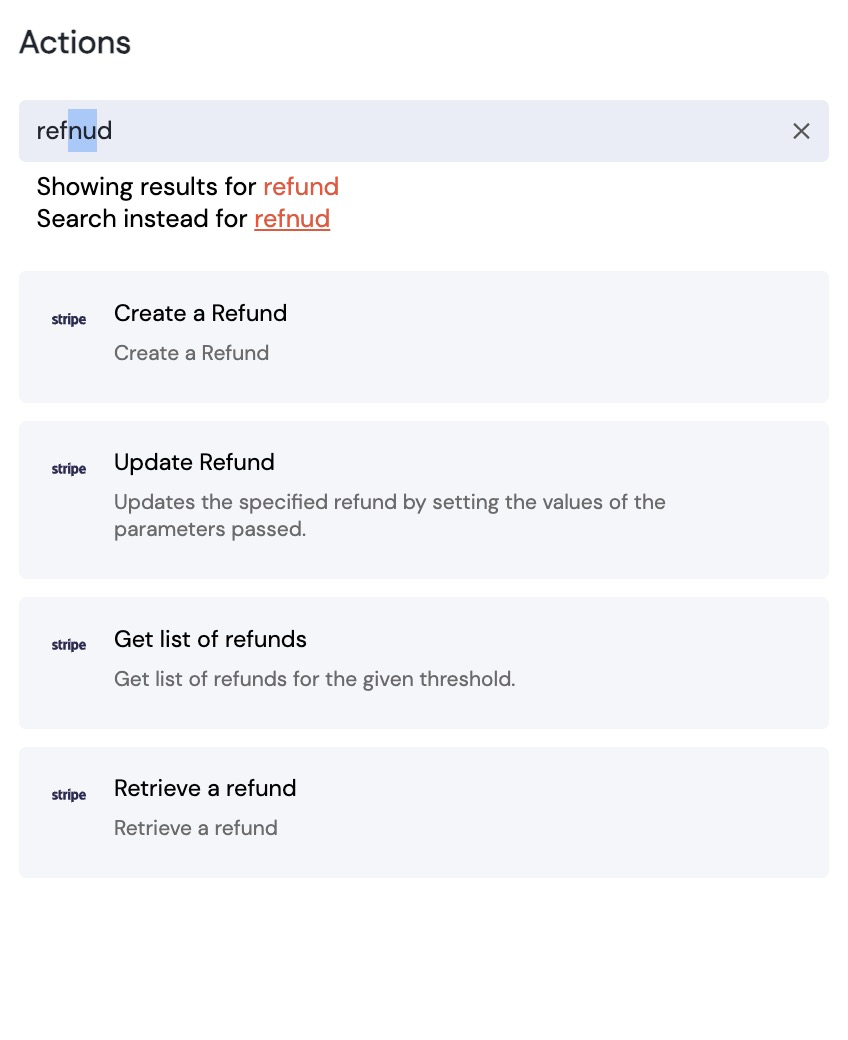 Actions
refnud
Showing results for refund
Search instead for refnud
stripe
Create a Refund
Create a Refund
stripe
Update Refund
Updates the specified refund by setting the values of the
parameters passed.
stripe
Get list of refunds
Get list of refunds for the given threshold.
stripe
Retrieve a refund
Retrieve a refund